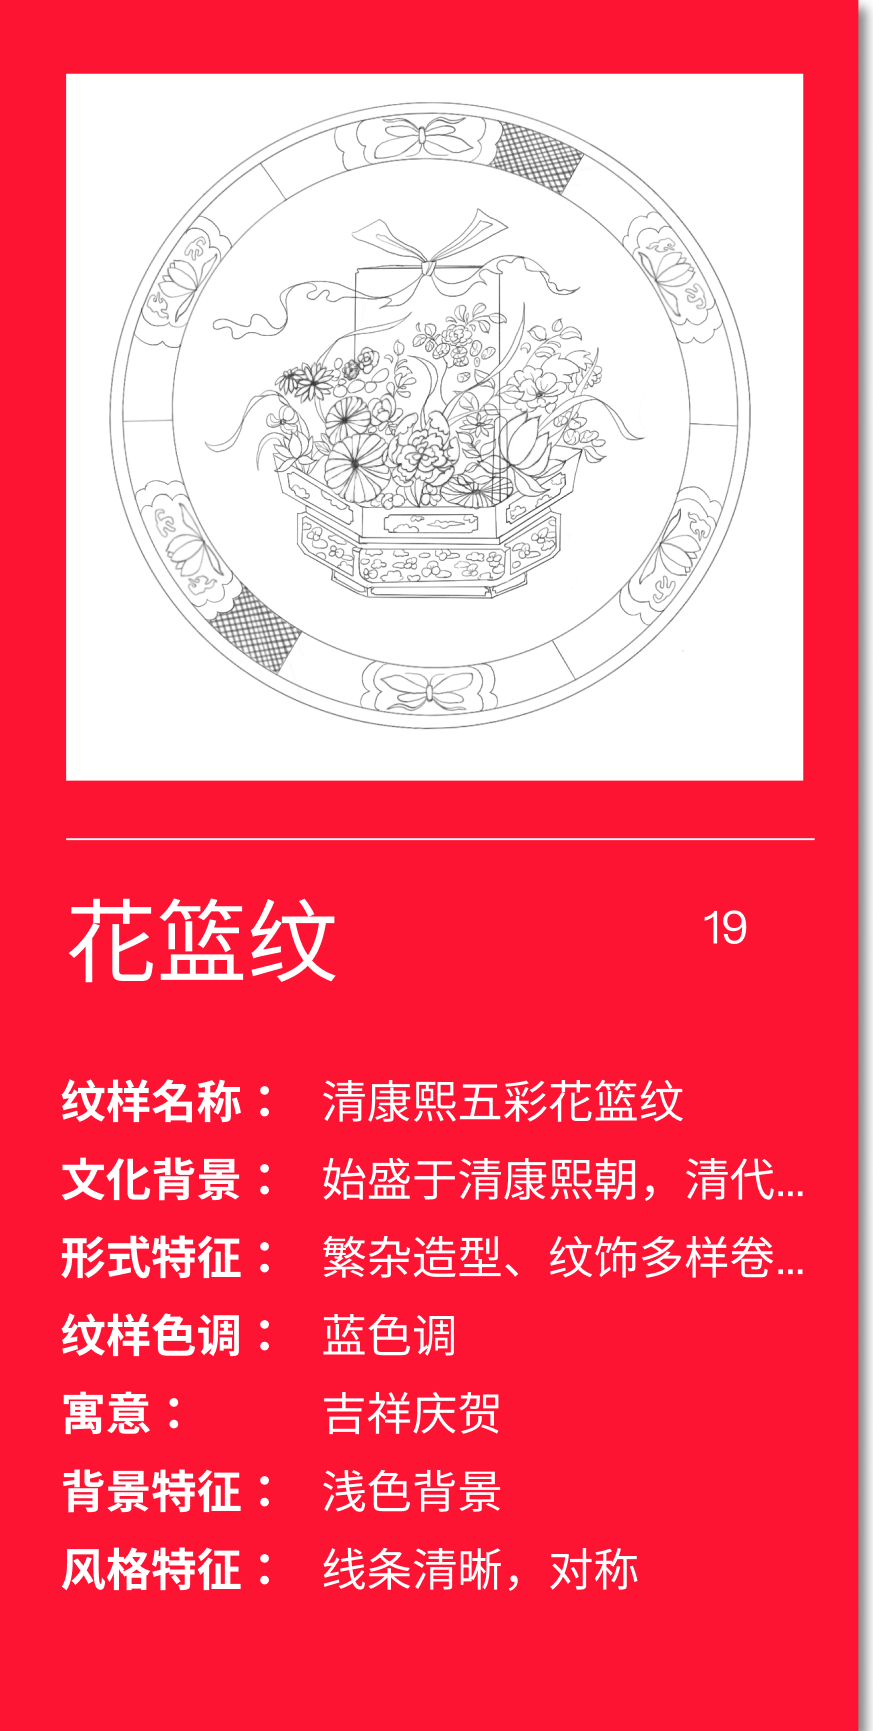 花篮纹
19
纹样名称： 清康熙五彩花篮纹
文化背景： 始盛于清康熙朝，清代...
形式特征： 繁杂造型、纹饰多样卷...
纹样色调： 蓝色调
寓意： 吉祥庆贺
背景特征： 浅色背景
风格特征： 线条清晰，对称